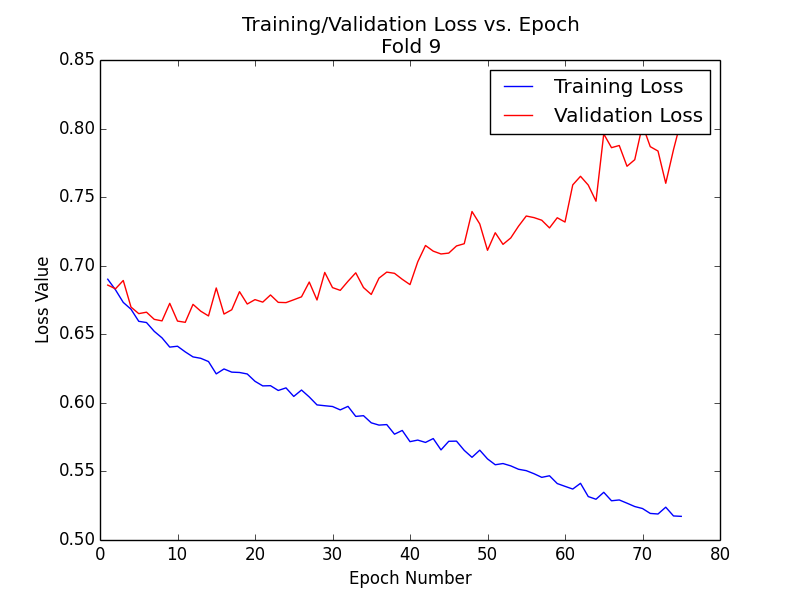 Training/Validation Loss vs. Epoch
Fold 9
Training Loss
Validation Loss
0.85
0.80
0.75
0.70
0.65
0.60
0.55
0.50
Loss Value
0 10 20 30 40 50 60 70 80
Epoch Number